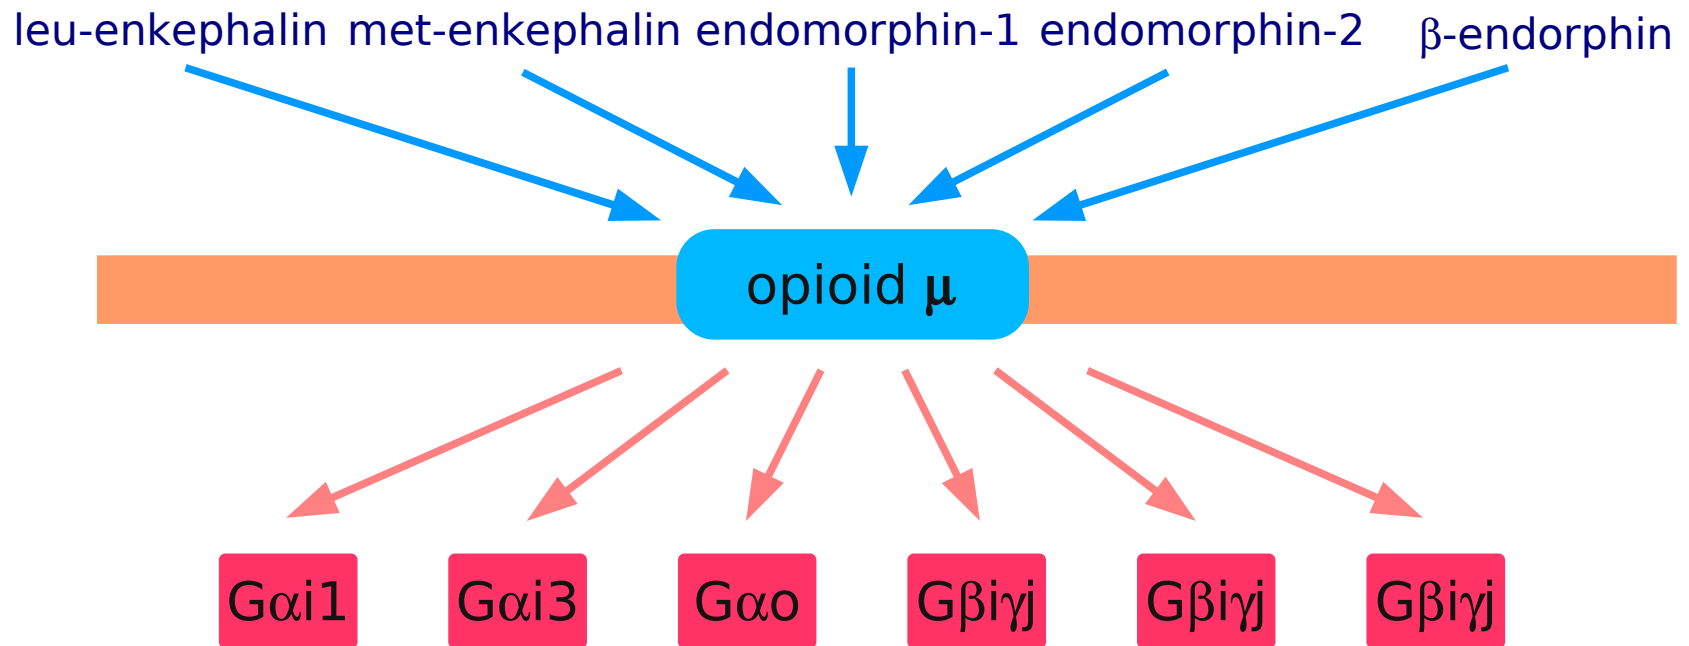 leu-enkephalin met-enkephalin endomorphin-1 endomorphin-2 β-endorphin
opioid μ
Gαi1 Gαi3 Gαo Gβiγj Gβiγj Gβiγj